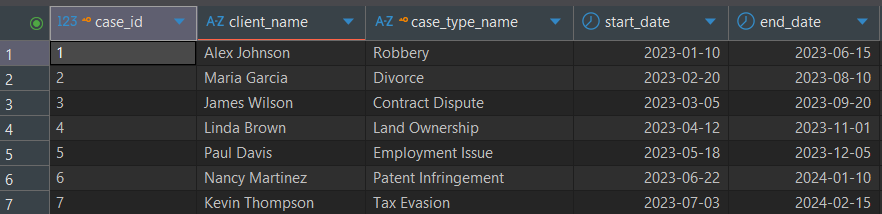 123 case_id A-Z client_name A-Z case_type_name start_date end_date
1 1 Alex Johnson Robbery 2023-01-10 2023-06-15
2 2 Maria Garcia Divorce 2023-02-20 2023-08-10
3 3 James Wilson Contract Dispute 2023-03-05 2023-09-20
4 4 Linda Brown Land Ownership 2023-04-12 2023-11-01
5 5 Paul Davis Employment Issue 2023-05-18 2023-12-05
6 6 Nancy Martinez Patent Infringement 2023-06-22 2024-01-10
7 7 Kevin Thompson Tax Evasion 2023-07-03 2024-02-15